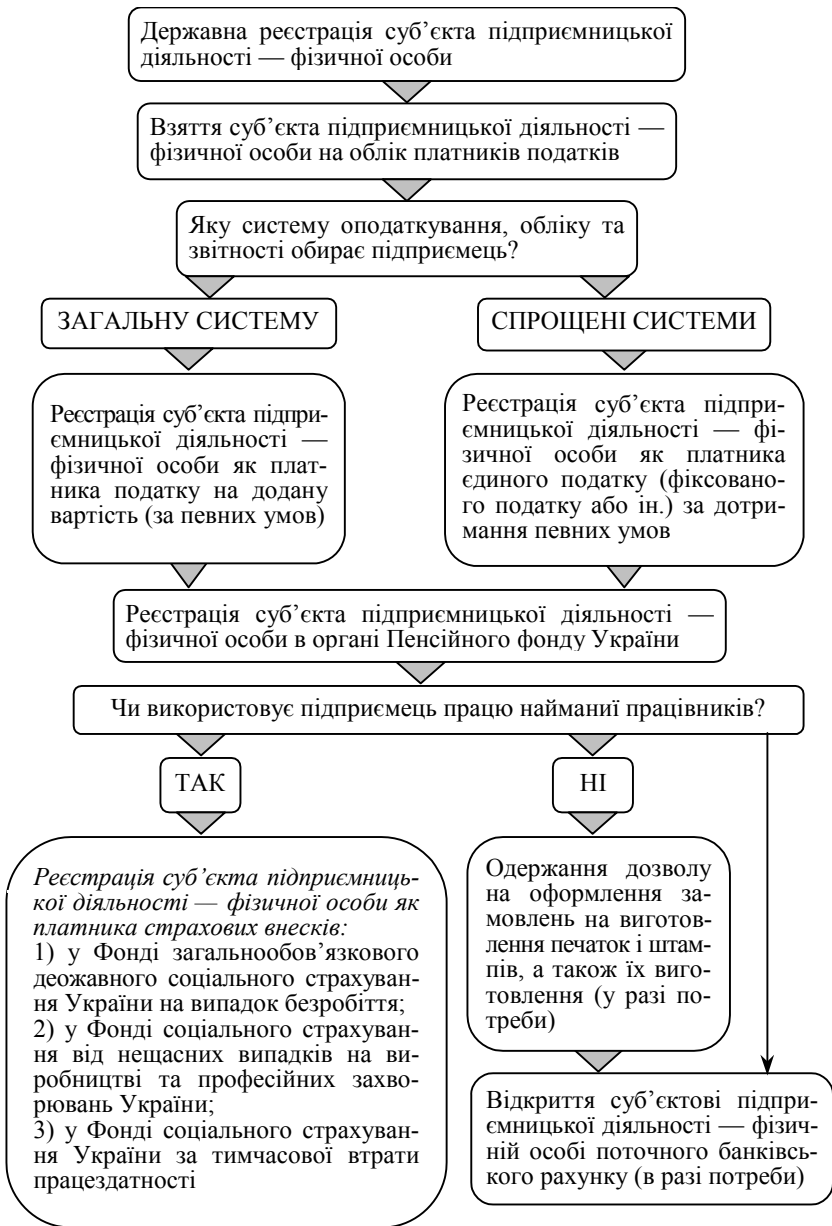 Державна реєстрація суб’єкта підприємницької
діяльності — фізичної особи
Взяття суб’єкта підприємницької діяльності —
фізичної особи на облік платників податків
Яку систему оподаткування, обліку та
звітності обирає підприємець?
ЗАГАЛЬНУ СИСТЕМУ
СПРОЩЕНІ СИСТЕМИ
Реєстрація суб’єкта підпри-
ємницької діяльності —
фізичної особи як плат-
ника податку на додану
вартість (за певних умов)
Реєстрація суб’єкта підпри-
ємницької діяльності — фі-
зичної особи як платника
єдиного податку (фіксовано-
го податку або ін.) за дотри-
мання певних умов
Реєстрація суб’єкта підприємницької діяльності —
фізичної особи в органі Пенсійного фонду України
Чи використовує підприємець працю найманиї працівників?
ТАК
НІ
Реєстрація суб’єкта підприємниць-
кої діяльності — фізичної особи як
платника страхових внесків:
1) у Фонді загальнообов’язкового
деожавного соціального страхуван-
ня України на випадок безробіття;
2) у Фонді соціального страхуван-
ня від нещасних випадків на ви-
робництві та професійних захво-
рювань України;
3) у Фонді соціального страхуван-
ня України за тимчасової втрати
працездатності
Одержання дозволу
на оформлення за-
мовлень на виготов-
лення печаток і штам-
пів, а також їх виго-
товлення (у разі по-
треби)
Відкриття суб’єктові підпри-
ємницької діяльності — фізич-
ній особі поточного банківсь-
кого рахунку (в разі потреби)